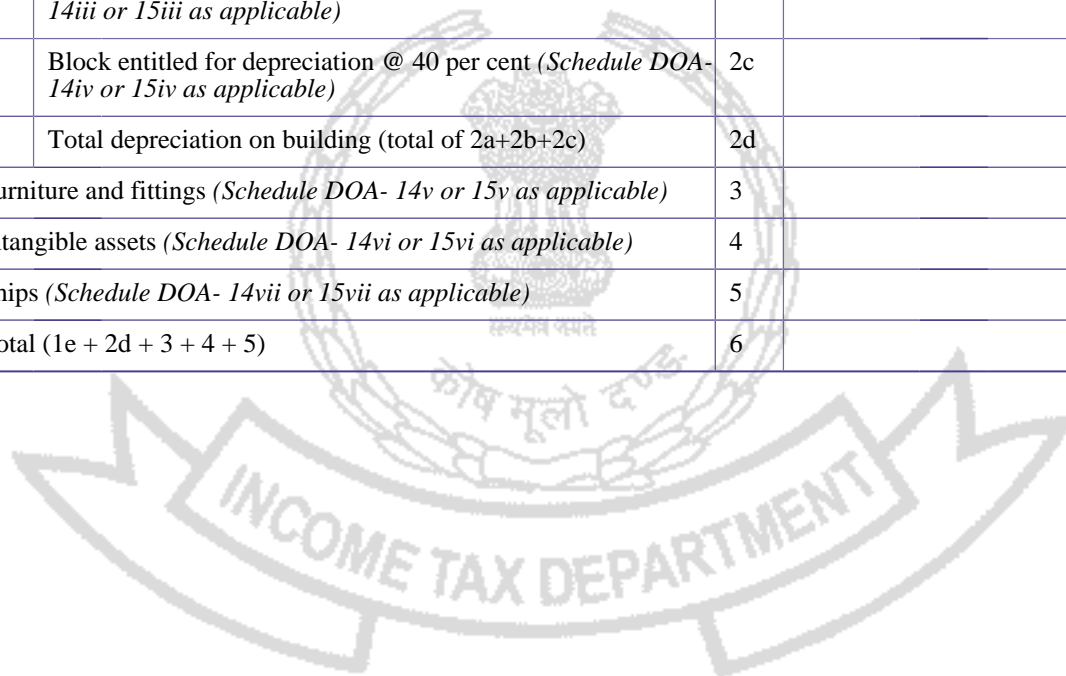 14iii or 15iii as applicable)
Block entitled for depreciation @ 40 per cent (Schedule DOA- 2c
14iv or 15iv as applicable)
Total depreciation on building (total of 2a+2b+2c) 2d
urniture and fittings (Schedule DOA- 14v or 15v as applicable) 3
ntangible assets (Schedule DOA- 14vi or 15vi as applicable) 4
hips (Schedule DOA- 14vii or 15vii as applicable) 5
otal (1e + 2d + 3 + 4 + 5) 6
कोष मूलो दण्डः
INCOME TAX DEPARTMENT